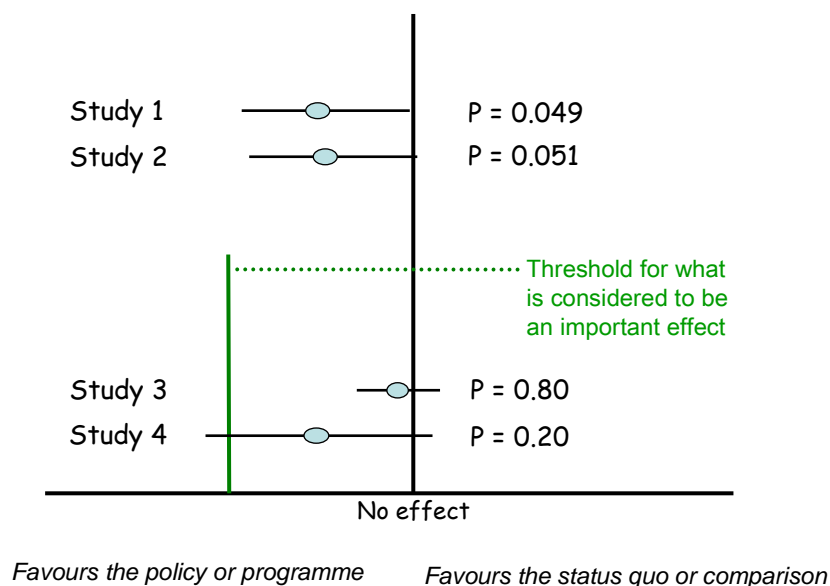 Study 1 P = 0.049
Study 2 P = 0.051
Threshold for what
is considered to be
an important effect
Study 3 P = 0.80
Study 4 P = 0.20
No effect
Favours the policy or programme Favours the status quo or comparison